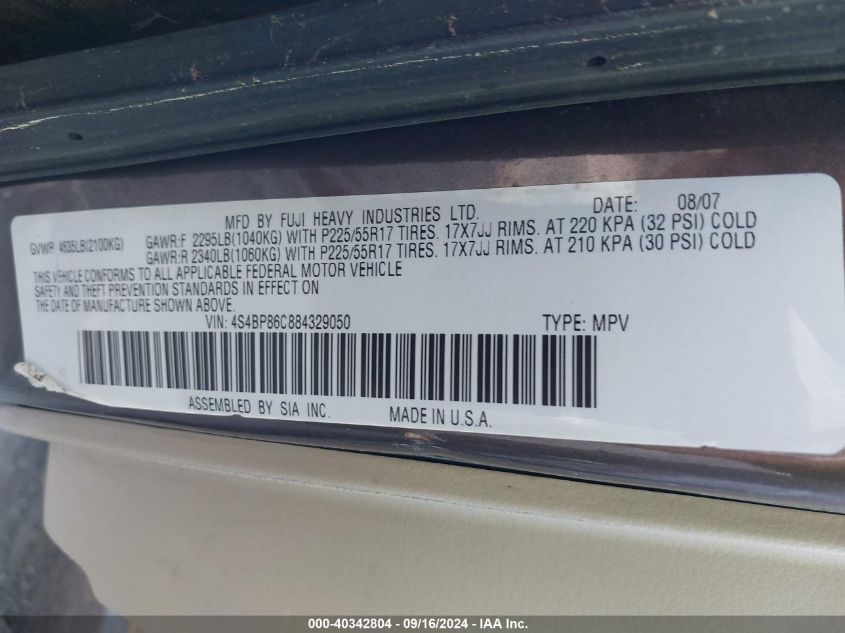 MFD BY FUJI HEAVY INDUSTRIES LTD. DATE: 08/07
GVWR 4635LB(2100KG) GAWR:F 2295LB(1040KG) WITH P225/55R17 TIRES. 17X7JJ RIMS. AT 220 KPA (32 PSI) COLD
GAWR:R 2340LB(1060KG) WITH P225/55R17 TIRES. 17X7JJ RIMS. AT 210 KPA (30 PSI) COLD
THIS VEHICLE CONFORMS TO ALL APPLICABLE FEDERAL MOTOR VEHICLE
SAFETY AND THEFT PREVENTION STANDARDS IN EFFECT ON
THE DATE OF MANUFACTURE SHOWN ABOVE.
VIN: 4S4BP86C884329050 TYPE: MPV
ASSEMBLED BY SIA INC. MADE IN U.S.A.
000-40342804 - 09/16/2024 - IAA Inc.